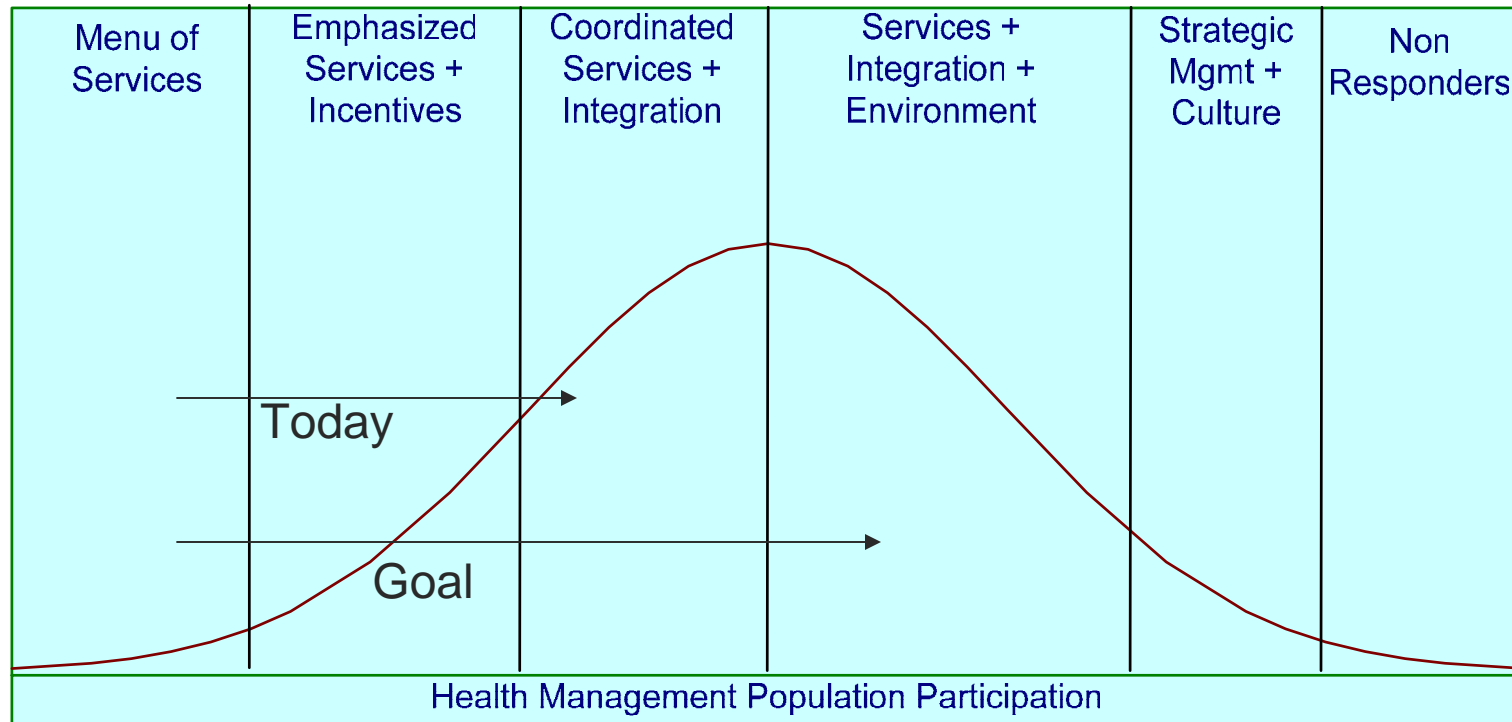 Menu of
Services
Emphasized
Services +
Incentives
Coordinated
Services +
Integration
Services +
Integration +
Environment
Strategic
Mgmt +
Culture
Non
Responders
Today
Goal
Health Management Population Participation